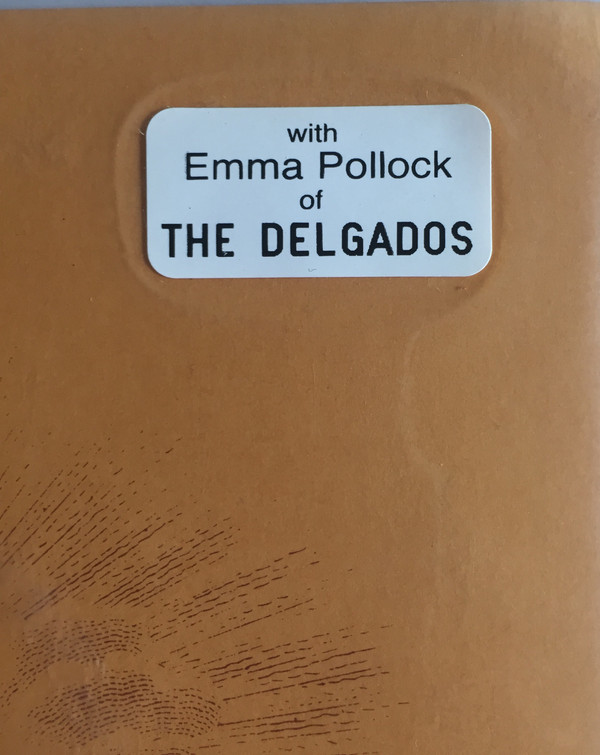 with
Emma Pollock
of
THE DELGADOS